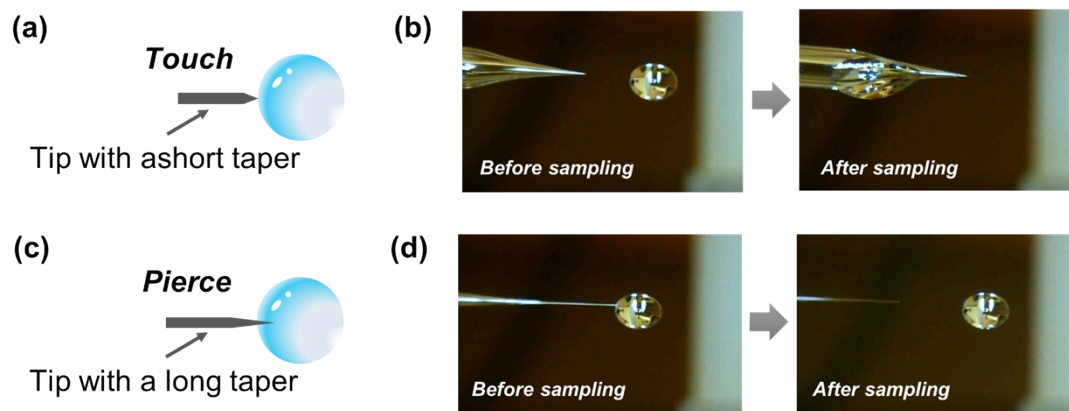 (a)
Touch
Tip with ashort taper
(b)
Before sampling
After sampling
(c)
Pierce
Tip with a long taper
(d)
Before sampling
After sampling